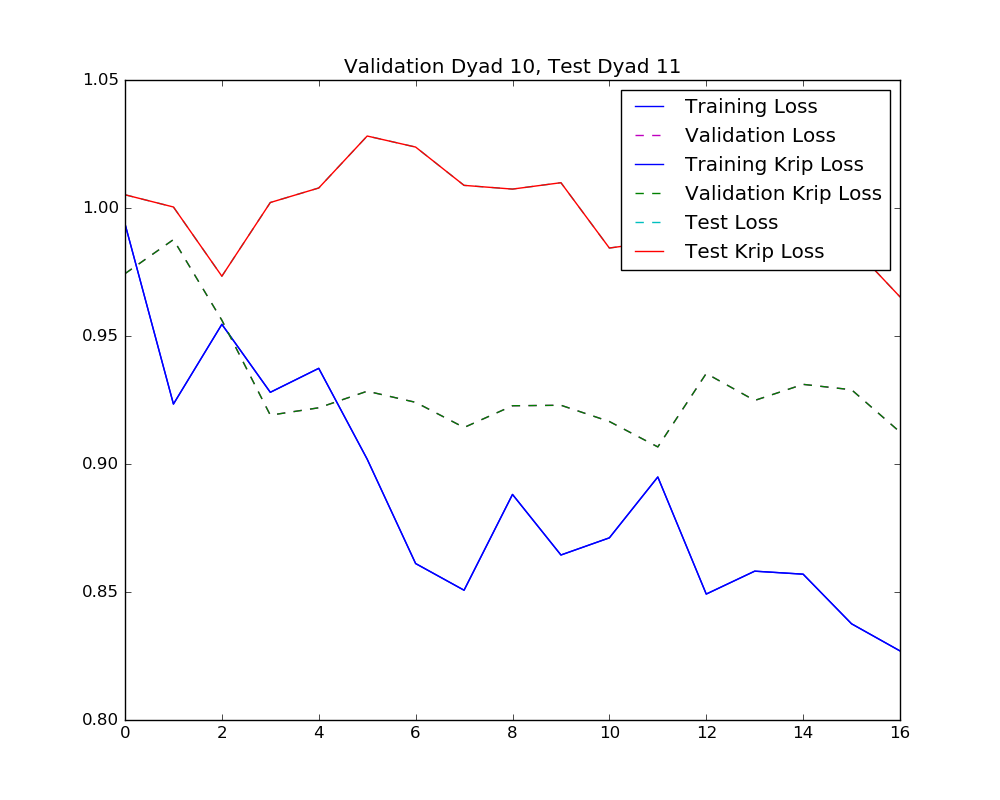 Validation Dyad 10, Test Dyad 11
1.05
1.00
0.95
0.90
0.85
0.80
Training Loss
Validation Loss
Training Krip Loss
Validation Krip Loss
Test Loss
Test Krip Loss
0 2 4 6 8 10 12 14 16